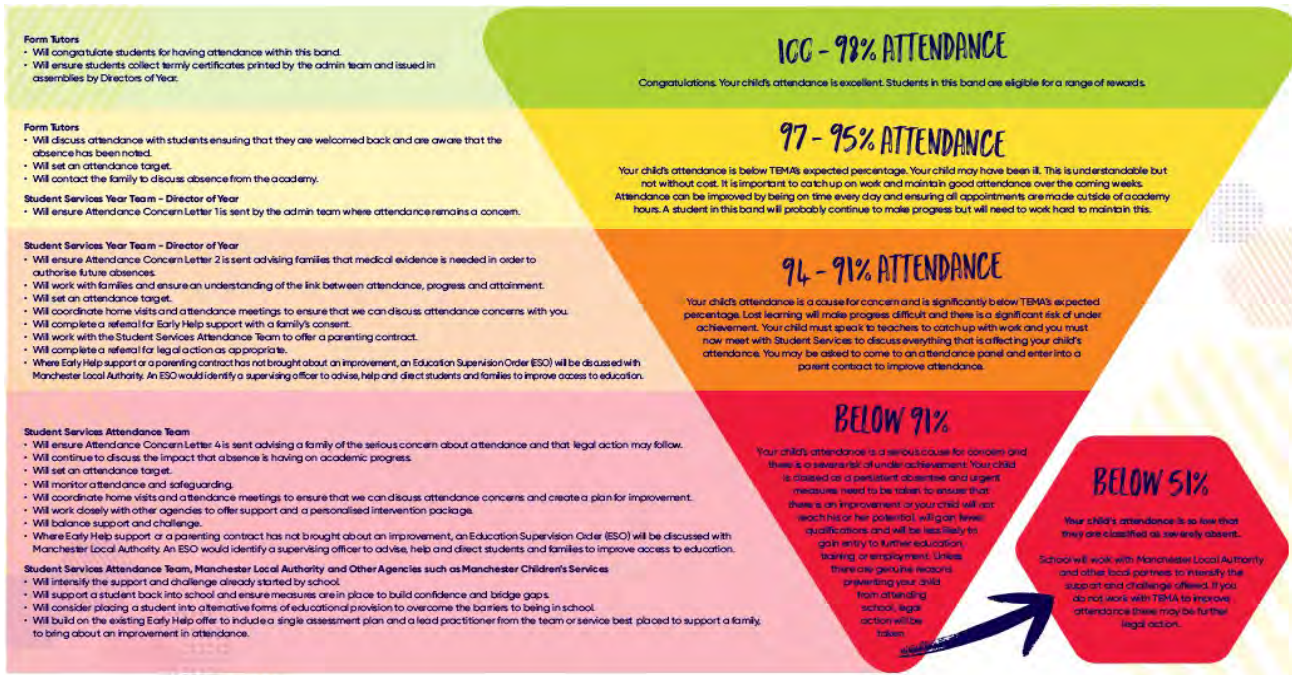 Form Tutors
• Will congratulate students for having attendance within this band.
• Will ensure students collect termly certificates printed by the admin team and issued in
assemblies by Directors of Year.
100 - 98% ATTENDANCE
Congratulations. Your child's attendance is excellent. Students in this band are eligible for a range of rewards.
Form Tutors
• Will discuss attendance with students ensuring that they are welcomed back and are aware that the
absence has been noted.
• Will set an attendance target.
• Will contact the family to discuss absence from the academy.
Student Services Year Team - Director of Year
• Will ensure Attendance Concern Letter 1 is sent by the admin team where attendance remains a concern.
97 - 95% ATTENDANCE
Your child's attendance is below TEMA's expected percentage. Your child may have been ill. This is understandable but
not without cost. It is important to catch up on work and maintain good attendance over the coming weeks.
Attendance can be improved by being on time every day and ensuring all appointments are made outside of academy
hours. A student in this band will probably continue to make progress but will need to work hard to maintain this.
Student Services Year Team - Director of Year
• Will ensure Attendance Concern Letter 2 is sent advising families that medical evidence is needed in order to
authorise future absences.
• Will work with families and ensure an understanding of the link between attendance, progress and attainment.
• Will set an attendance target.
• Will coordinate home visits and attendance meetings to ensure that we can discuss attendance concerns with you.
• Will complete a referral for Early Help support with a family's consent.
• Will work with the Student Services Attendance Team to offer a parenting contract.
• Will complete a referral for legal action as appropriate.
• Where Early Help support or a parenting contract has not brought about an improvement, an Education Supervision Order (ESO) will be discussed with
Manchester Local Authority. An ESO would identify a supervising officer to advise, help and direct students and families to improve access to education.
94 - 91% ATTENDANCE
Your child's attendance is a cause for concern and is significantly below TEMA's expected
percentage. Lost learning will make progress difficult and there is a significant risk of under
achievement. Your child must speak to teachers to catch up with work and you must
now meet with Student Services to discuss everything that is affecting your child's
attendance. You may be asked to come to an attendance panel and enter into a
parent contract to improve attendance.
Student Services Attendance Team
• Will ensure Attendance Concern Letter 4 is sent advising a family of the serious concern about attendance and that legal action may follow.
• Will continue to discuss the impact that absence is having on academic progress.
• Will set an attendance target.
• Will monitor attendance and safeguarding.
• Will coordinate home visits and attendance meetings to ensure that we can discuss attendance concerns and create a plan for improvement.
• Will work closely with other agencies to offer support and a personalised intervention package.
• Will balance support and challenge.
• Where Early Help support or a parenting contract has not brought about an improvement, an Education Supervision Order (ESO) will be discussed with
Manchester Local Authority. An ESO would identify a supervising officer to advise, help and direct students and families to improve access to education.
Student Services Attendance Team, Manchester Local Authority and Other Agencies such as Manchester Children's Services
• Will intensify the support and challenge already started by school.
• Will support a student back into school and ensure measures are in place to build confidence and bridge gaps.
• Will consider placing a student into alternative forms of educational provision to overcome the barriers to being in school.
• Will build on the existing Early Help offer to include a single assessment plan and a lead practitioner from the team or service best placed to support a family,
to bring about an improvement in attendance.
BELOW 91%
Your child's attendance is a serious cause for concern and
there is a severe risk of under achievement. Your child
is classed as a persistent absentee and urgent
measures need to be taken to ensure that
there is an improvement or your child will not
reach his or her potential, will gain fewer
qualifications and will be less likely to
gain entry to further education,
training or employment. Unless
there are genuine reasons
preventing your child
from attending
school, legal
action will be
taken
BELOW 51%
Your child's attendance is so low that
they are classified as severely absent.
School will work with Manchester Local Authority
and other local partners to intensify the
support and challenge offered. If you
do not work with TEMA to improve
attendance there may be further
legal action.